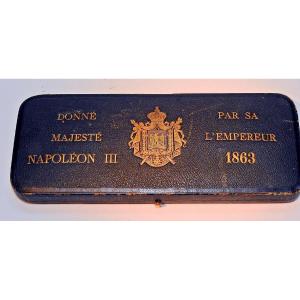 DONNÉ PAR SA
MAJESTÉ L'EMPEREUR
NAPOLÉON III 1863